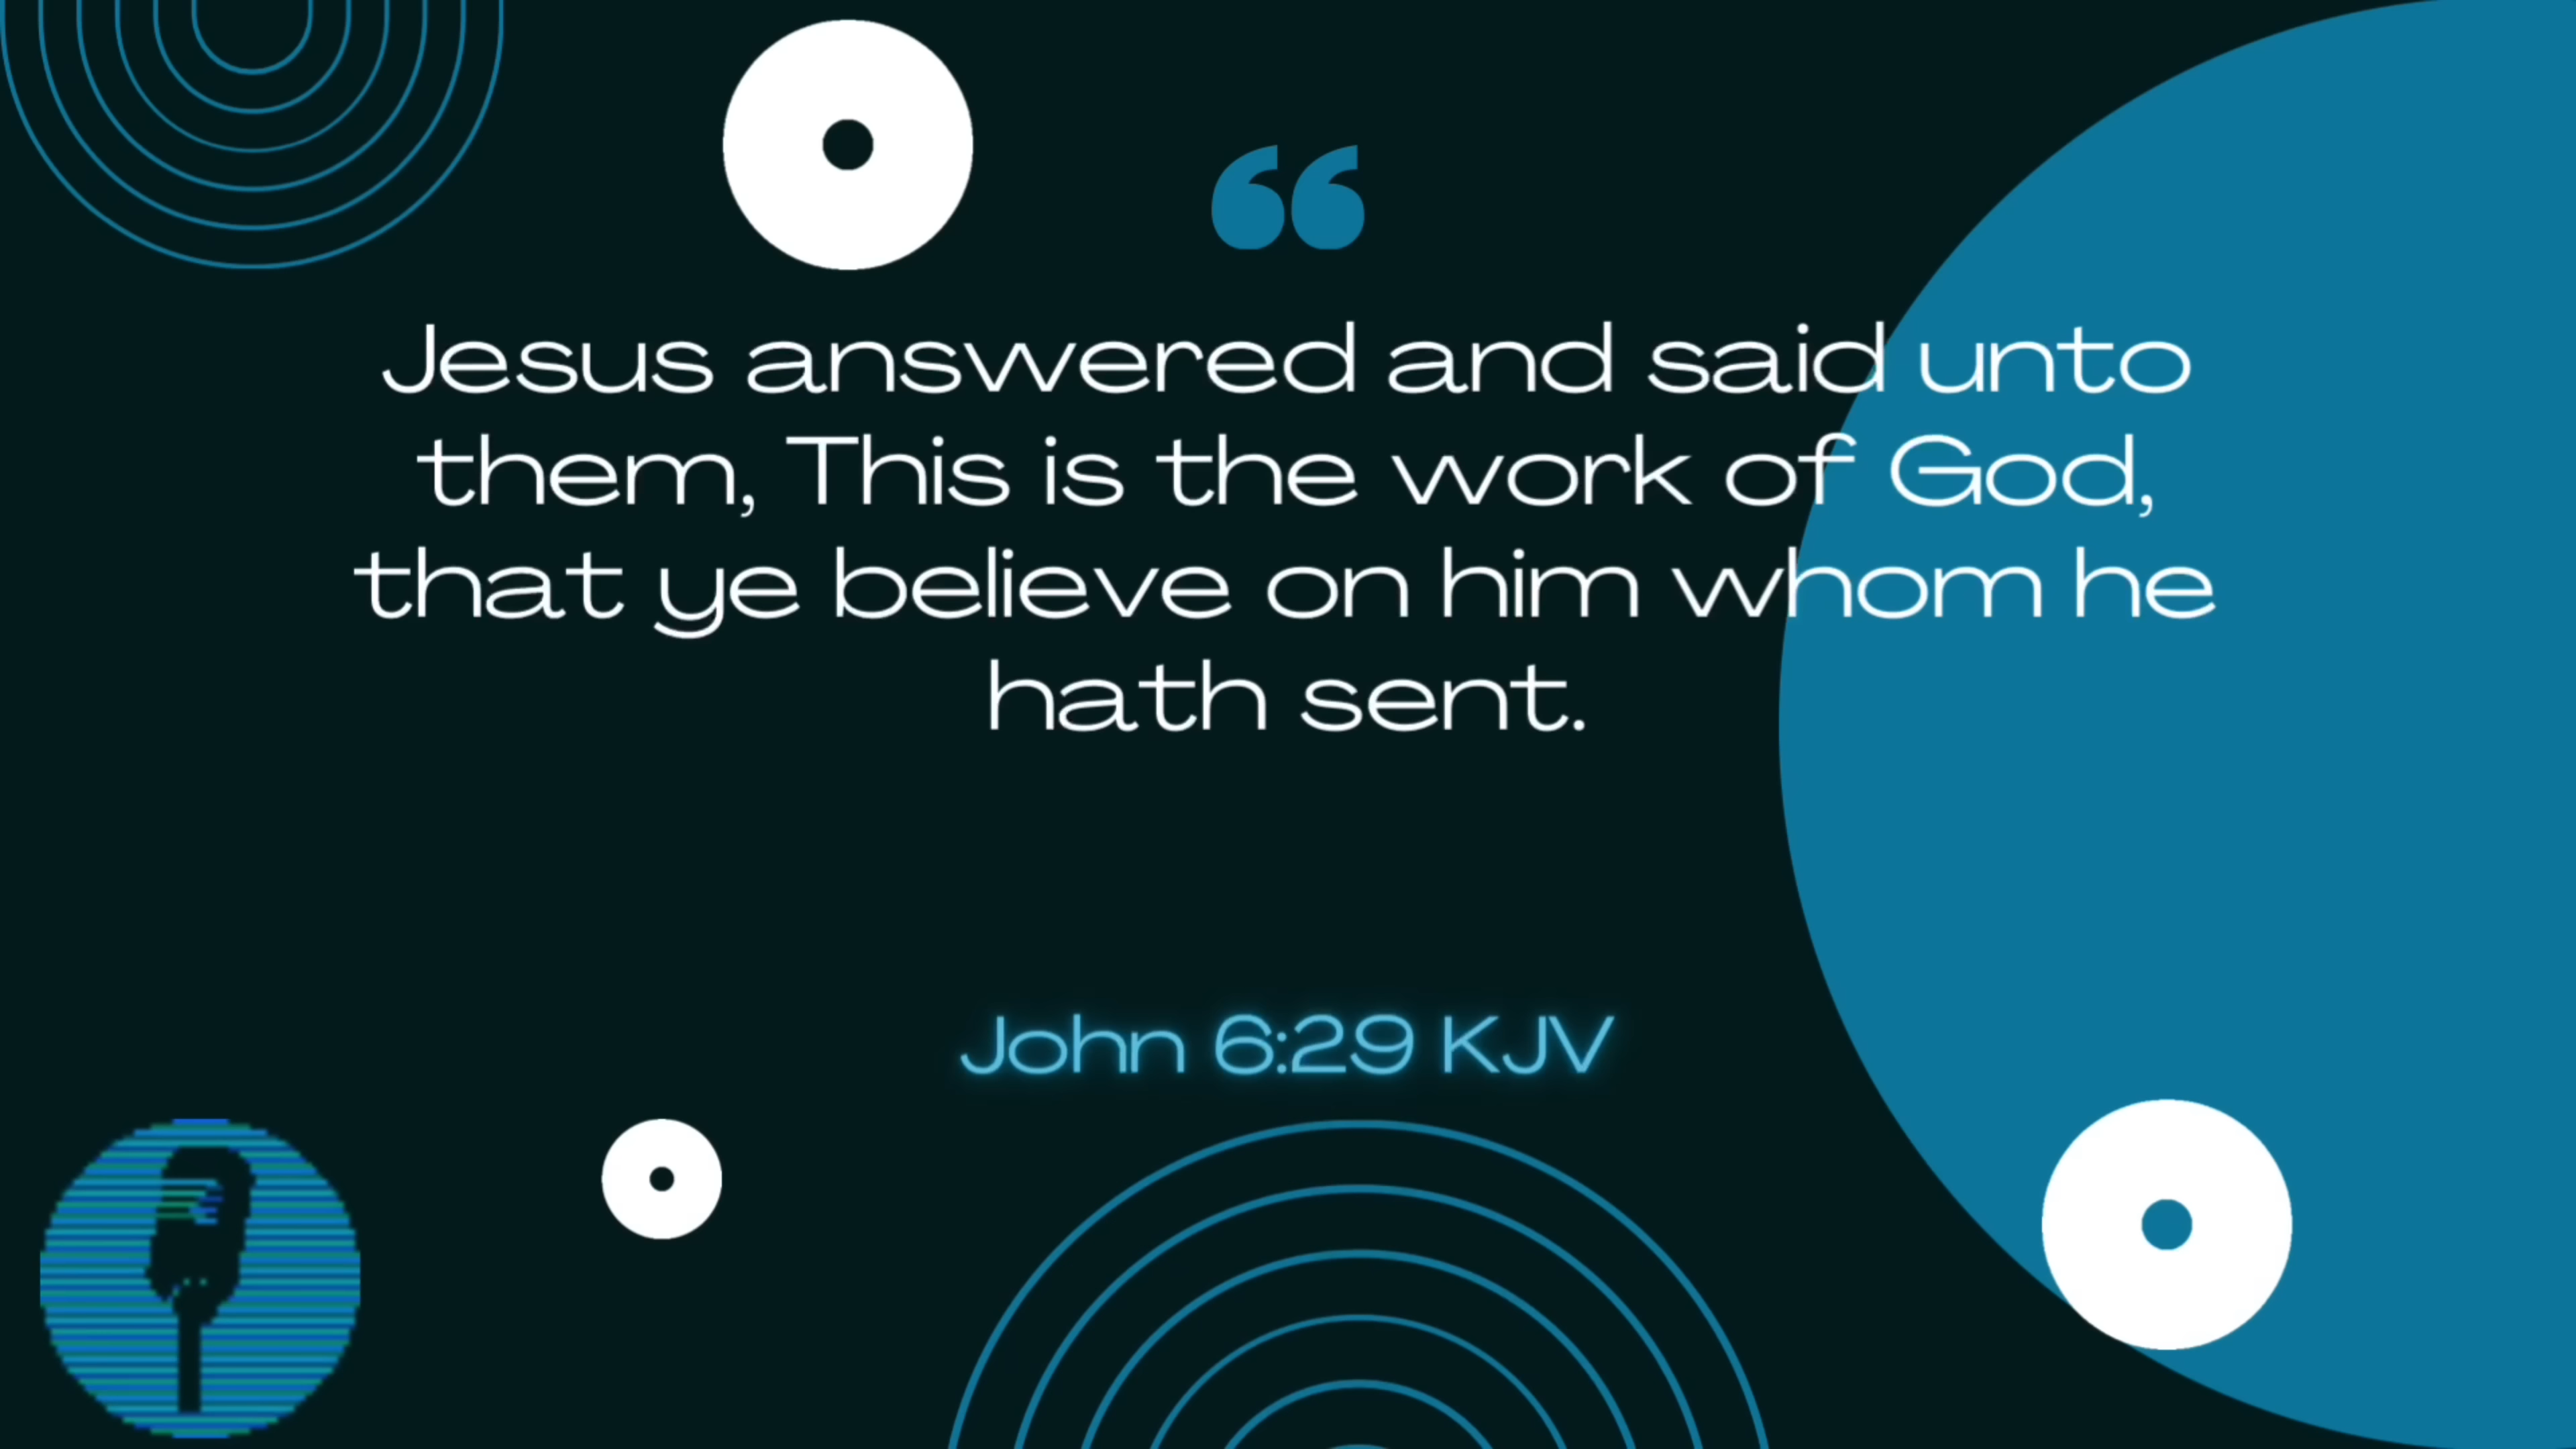 “
Jesus answered and said unto
them, This is the work of God,
that ye believe on him whom he
hath sent.
John 6:29 KJV